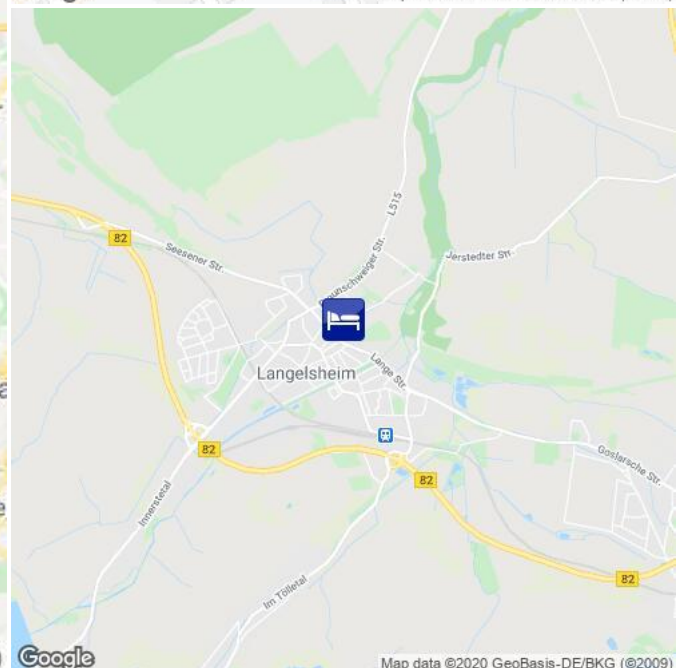 L515
82
Seesener Str.
Braunschweiger Str.
Jerstedter Str.
Langelsheim
Lange Str.
82
Goslarsche Str.
82
Innerstetal
82
Im Tölletal
Google
Map data ©2020 GeoBasis-DE/BKG (©2009)